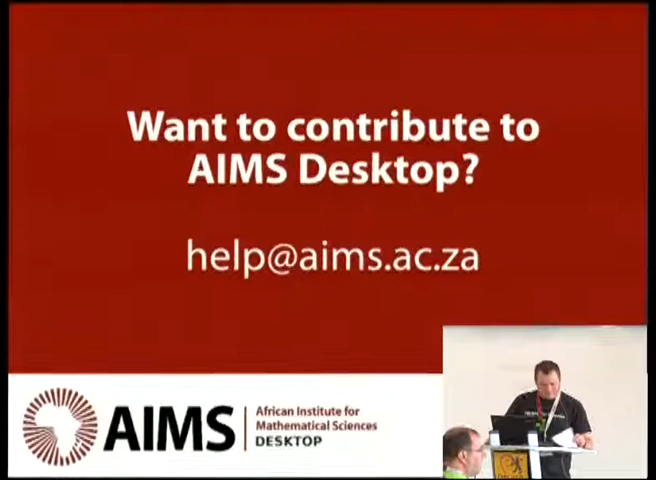 Want to contribute to
AIMS Desktop?
help@aims.ac.za
AIMS
African Institute for
Mathematical Sciences
DESKTOP